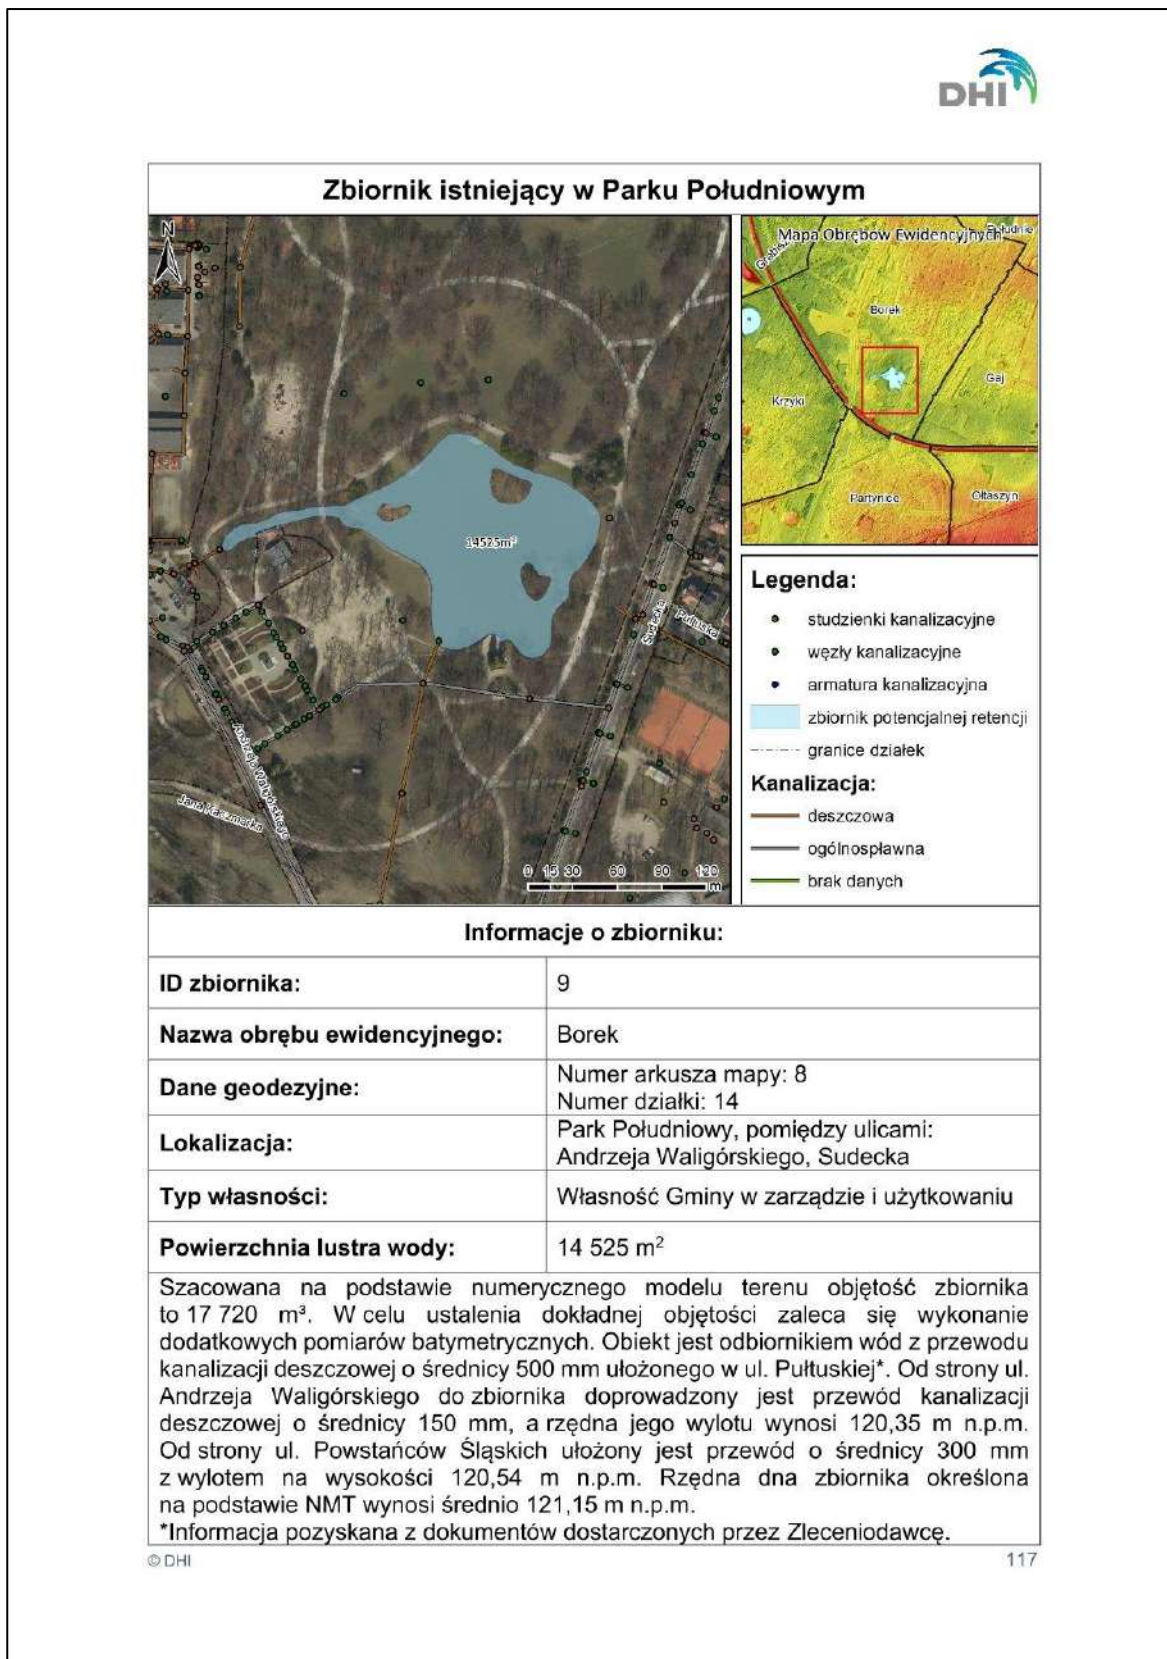 DHI
Zbiornik istniejący w Parku Południowym
N
14525m²
Sudecka
Pułtuska
Andrzeja Waligórskiego
Jana Kaczmarka
0 15 30 60 90 120
m
Mapa Obrębów Ewidencyjnych
Południe
Borek
Gaj
Krzyki
Partynice
Ołtaszyn
Legenda:
studzienki kanalizacyjne
węzły kanalizacyjne
armatura kanalizacyjna
zbiornik potencjalnej retencji
granice działek
Kanalizacja:
deszczowa
ogólnospławna
brak danych
Informacje o zbiorniku:
ID zbiornika: 9
Nazwa obrębu ewidencyjnego: Borek
Dane geodezyjne: Numer arkusza mapy: 8
Numer działki: 14
Lokalizacja: Park Południowy, pomiędzy ulicami:
Andrzeja Waligórskiego, Sudecka
Typ własności: Własność Gminy w zarządzie i użytkowaniu
Powierzchnia lustra wody: 14 525 m²
Szacowana na podstawie numerycznego modelu terenu objętość zbiornika
to 17 720 m³. W celu ustalenia dokładnej objętości zaleca się wykonanie
dodatkowych pomiarów batymetrycznych. Obiekt jest odbiornikiem wód z przewodu
kanalizacji deszczowej o średnicy 500 mm ułożonego w ul. Pułtuskiej*. Od strony ul.
Andrzeja Waligórskiego do zbiornika doprowadzony jest przewód kanalizacji
deszczowej o średnicy 150 mm, a rzędna jego wylotu wynosi 120,35 m n.p.m.
Od strony ul. Powstańców Śląskich ułożony jest przewód o średnicy 300 mm
z wylotem na wysokości 120,54 m n.p.m. Rzędna dna zbiornika określona
na podstawie NMT wynosi średnio 121,15 m n.p.m.
*Informacja pozyskana z dokumentów dostarczonych przez Zleceniodawcę.
© DHI
117